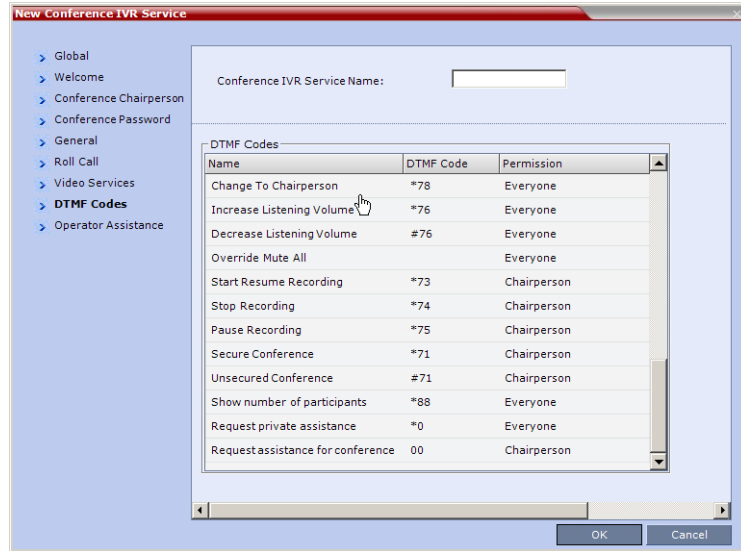 New Conference IVR Service
Global
Welcome
Conference Chairperson
Conference Password
General
Roll Call
Video Services
DTMF Codes
Operator Assistance
Conference IVR Service Name:
DTMF Codes
Name DTMF Code Permission
Change To Chairperson *78 Everyone
Increase Listening Volume *76 Everyone
Decrease Listening Volume #76 Everyone
Override Mute All Everyone
Start Resume Recording *73 Chairperson
Stop Recording *74 Chairperson
Pause Recording *75 Chairperson
Secure Conference *71 Chairperson
Unsecured Conference #71 Chairperson
Show number of participants *88 Everyone
Request private assistance *0 Everyone
Request assistance for conference 00 Chairperson
OK Cancel